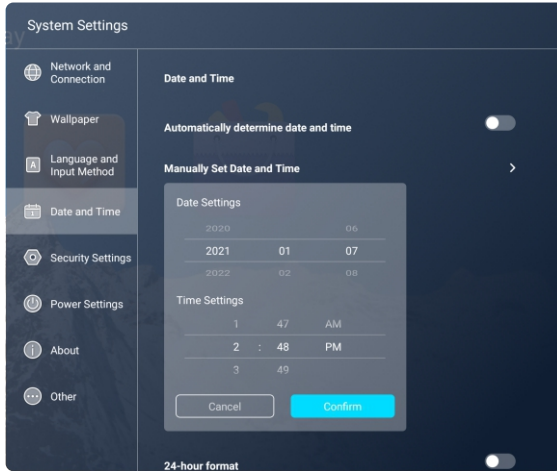 System Settings
Network and
Connection
Wallpaper
A
Language and
Input Method
Date and Time
Security Settings
Power Settings
About
Other
Date and Time
Automatically determine date and time
Manually Set Date and Time
Date Settings
2020 06
2021 01 07
2022 02 08
Time Settings
1 47 AM
2 : 48 PM
3 49
Cancel Confirm
24-hour format